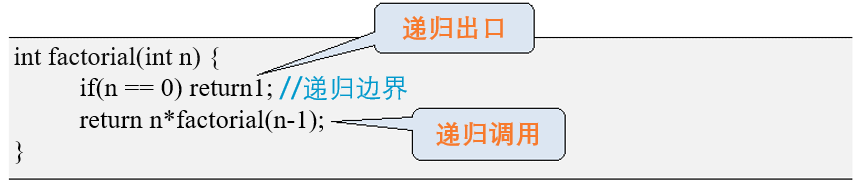 递归出口
int factorial(int n) {
if(n == 0) return1; //递归边界
return n*factorial(n-1);
递归调用
}